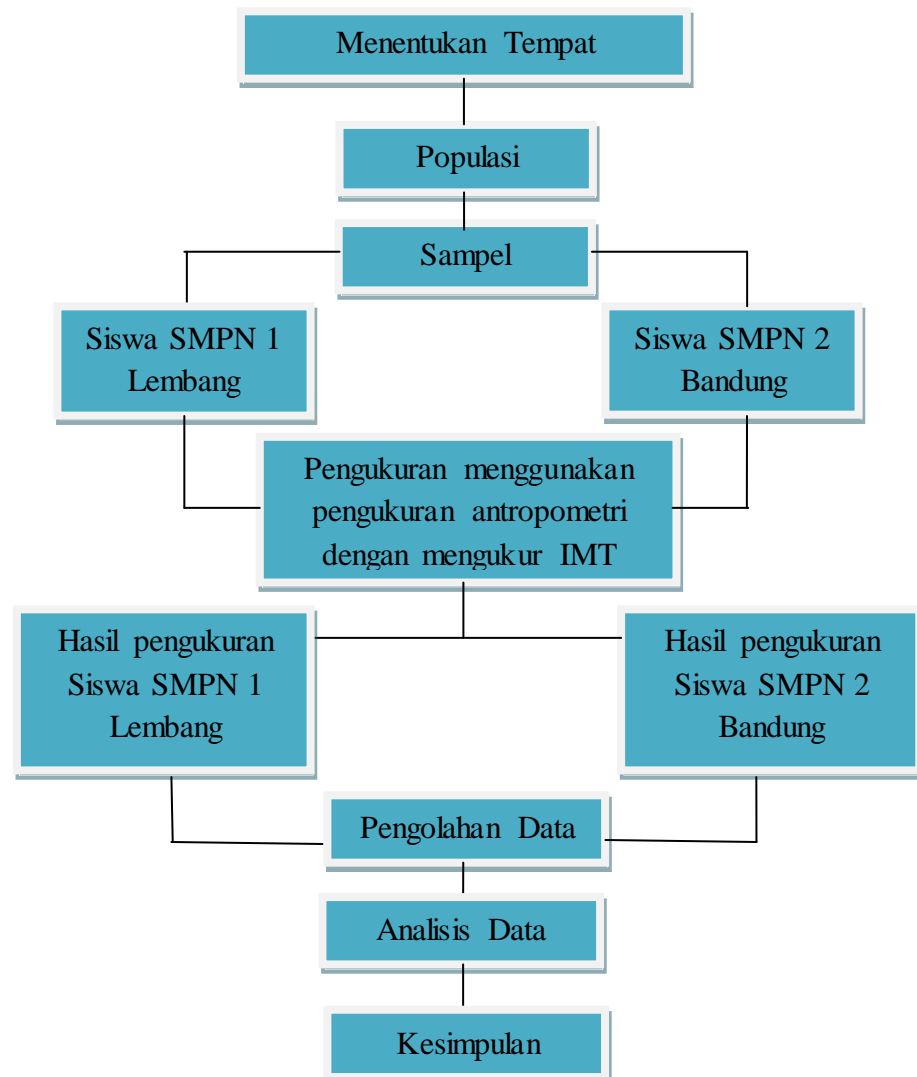 Menentukan Tempat
Populasi
Sampel
Siswa SMPN 1
Lembang
Siswa SMPN 2
Bandung
Pengukuran menggunakan
pengukuran antropometri
dengan mengukur IMT
Hasil pengukuran
Siswa SMPN 1
Lembang
Hasil pengukuran
Siswa SMPN 2
Bandung
Pengolahan Data
Analisis Data
Kesimpulan